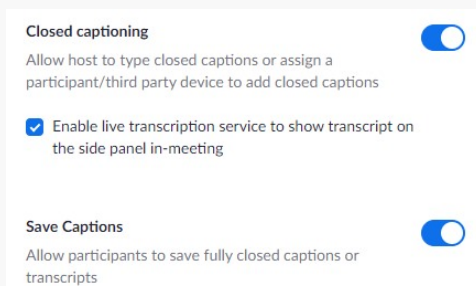 Closed captioning
Allow host to type closed captions or assign a
participant/third party device to add closed captions
Enable live transcription service to show transcript on
the side panel in-meeting
Save Captions
Allow participants to save fully closed captions or
transcripts